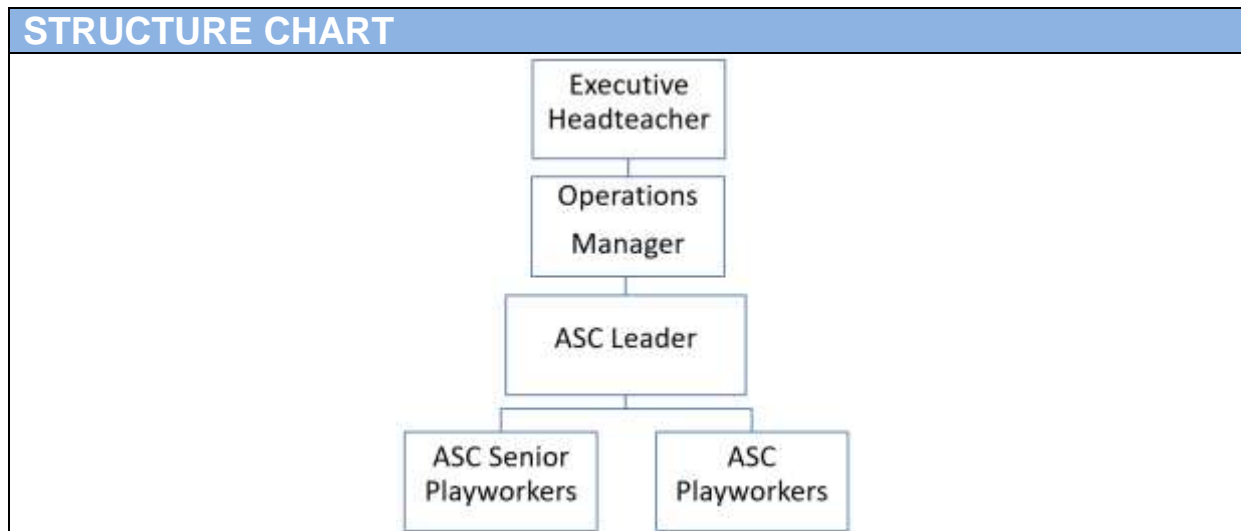 STRUCTURE CHART
Executive
Headteacher
Operations
Manager
ASC Leader
ASC Senior
Playworkers
ASC
Playworkers